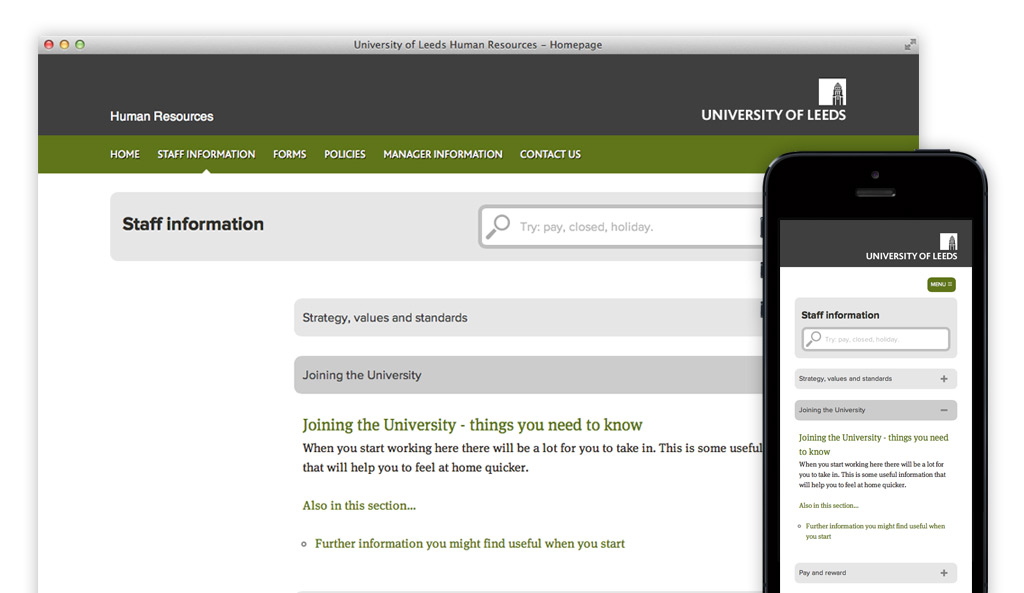 University of Leeds Human Resources – Homepage
Human Resources
UNIVERSITY OF LEEDS
HOME STAFF INFORMATION FORMS POLICIES MANAGER INFORMATION CONTACT US
Staff information
Try: pay, closed, holiday.
Strategy, values and standards
Joining the University
Joining the University - things you need to know
When you start working here there will be a lot for you to take in. This is some useful
that will help you to feel at home quicker.
Also in this section...
Further information you might find useful when you start
UNIVERSITY OF LEEDS
MENU
Staff information
Try: pay, closed, holiday.
Strategy, values and standards
Joining the University
Joining the University - things you need
to know
When you start working here there will be a lot for
you to take in. This is some useful information that
will help you to feel at home quicker.
Also in this section...
Further information you might find useful when
you start
Pay and reward